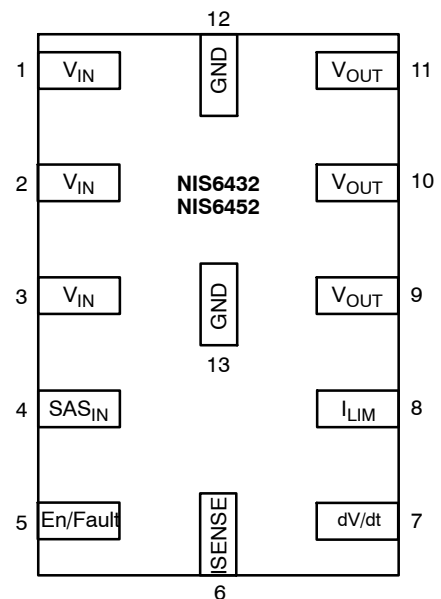 12
1 VIN GND VOUT 11
2 VIN NIS6432 VOUT 10
NIS6452
3 VIN GND VOUT 9
13
4 SASIN ILIM 8
5 En/Fault ISENSE dV/dt 7
6